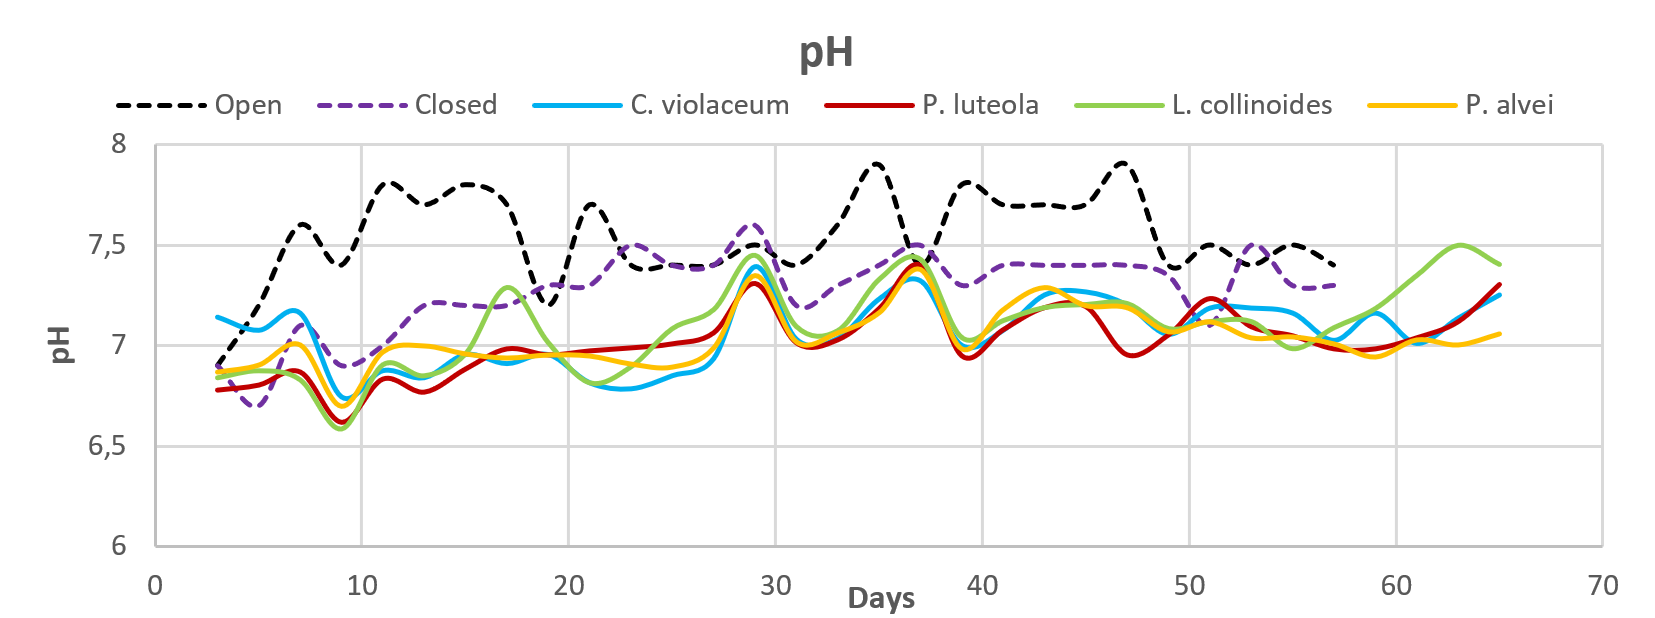 pH
Open Closed C. violaceum P. luteola L. collinoides P. alvei
8
7,5
7
6,5
6
pH
0 10 20 30 40 50 60 70
Days